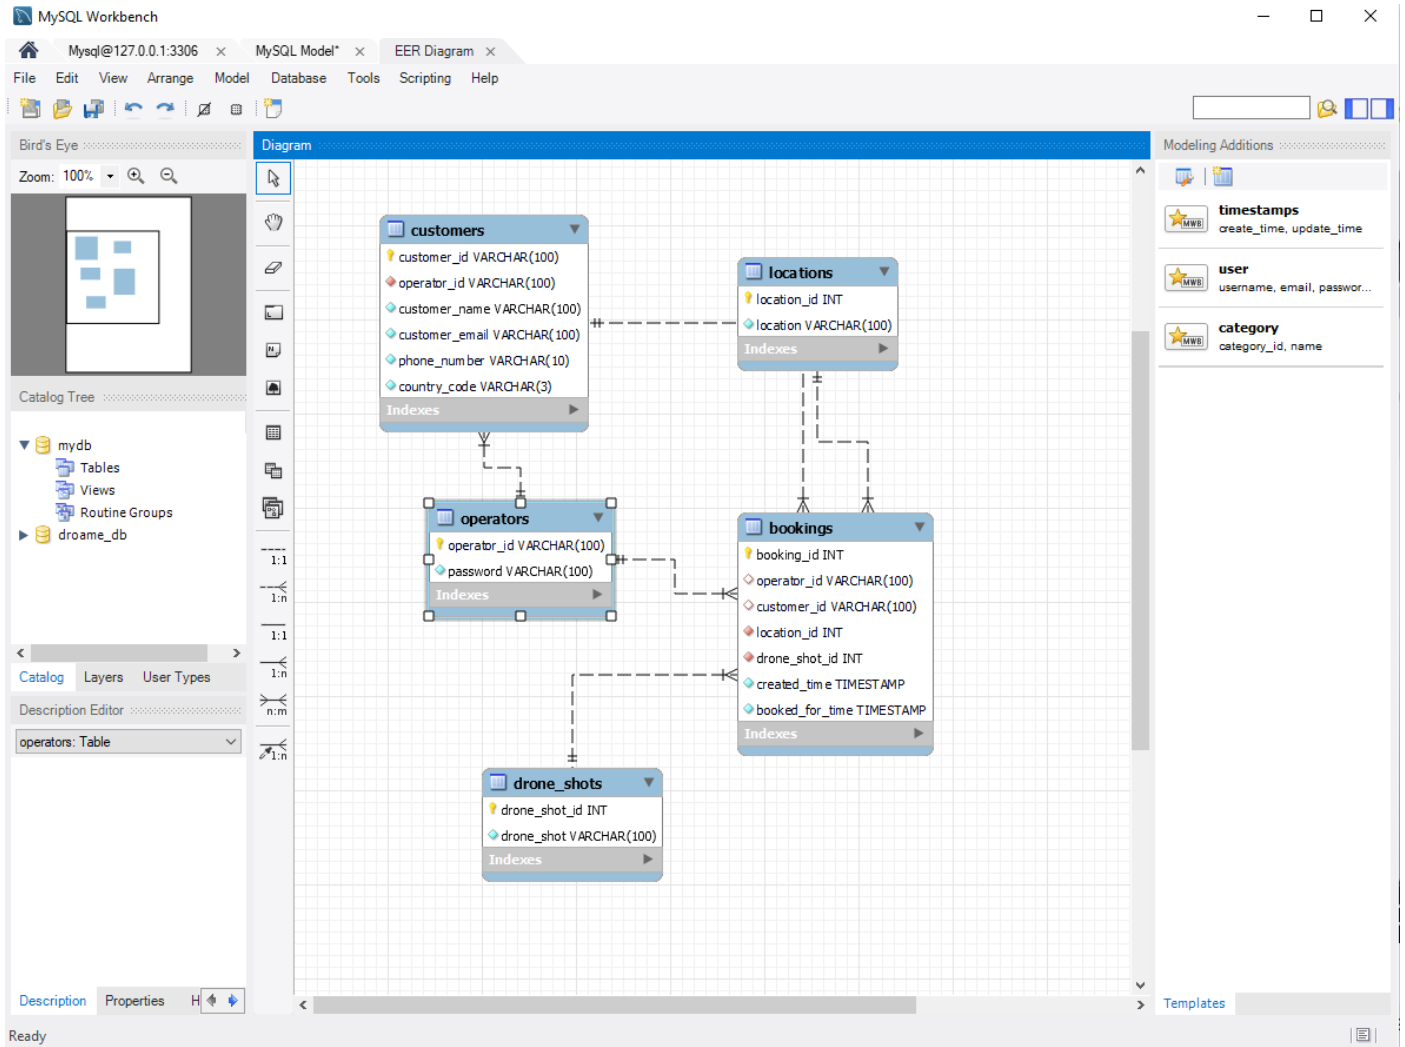 MySQL Workbench
Mysql@127.0.0.1:3306
MySQL Model*
EER Diagram
File Edit View Arrange Model Database Tools Scripting Help
Bird's Eye
Zoom: 100%
Catalog Tree
mydb
Tables
Views
Routine Groups
droame_db
Catalog Layers User Types
Description Editor
operators: Table
Description Properties H
Ready
Diagram
1:1
1:n
1:1
1:n
n:m
1:n
customers
customer_id VARCHAR(100)
operator_id VARCHAR(100)
customer_name VARCHAR(100)
customer_email VARCHAR(100)
phone_number VARCHAR(10)
country_code VARCHAR(3)
Indexes
locations
location_id INT
location VARCHAR(100)
Indexes
operators
operator_id VARCHAR(100)
password VARCHAR(100)
Indexes
bookings
booking_id INT
operator_id VARCHAR(100)
customer_id VARCHAR(100)
location_id INT
drone_shot_id INT
created_time TIMESTAMP
booked_for_time TIMESTAMP
Indexes
drone_shots
drone_shot_id INT
drone_shot VARCHAR(100)
Indexes
Modeling Additions
MWB
timestamps
create_time, update_time
MWB
user
username, email, passwor...
MWB
category
category_id, name
Templates